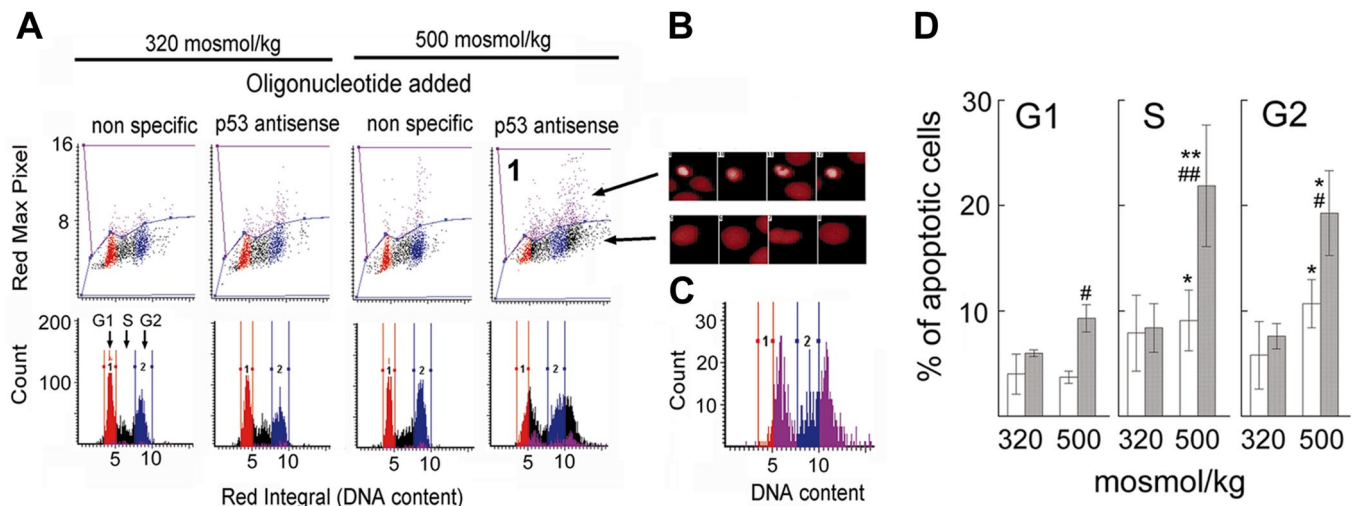 A
320 mosmol/kg
500 mosmol/kg
Oligonucleotide added
non specific
p53 antisense
non specific
p53 antisense
Red Max Pixel
16
8
1
200
100
Count
G1 S G2
1 2
1 2
1 2
1 2
5 10
5 10
5 10
5 10
Red Integral (DNA content)
B
C
30
20
10
Count
1 2
5 10
DNA content
D
30
20
10
% of apoptotic cells
G1
S
G2
#
**
##
*
*
#
*
320 500
320 500
320 500
mosmol/kg